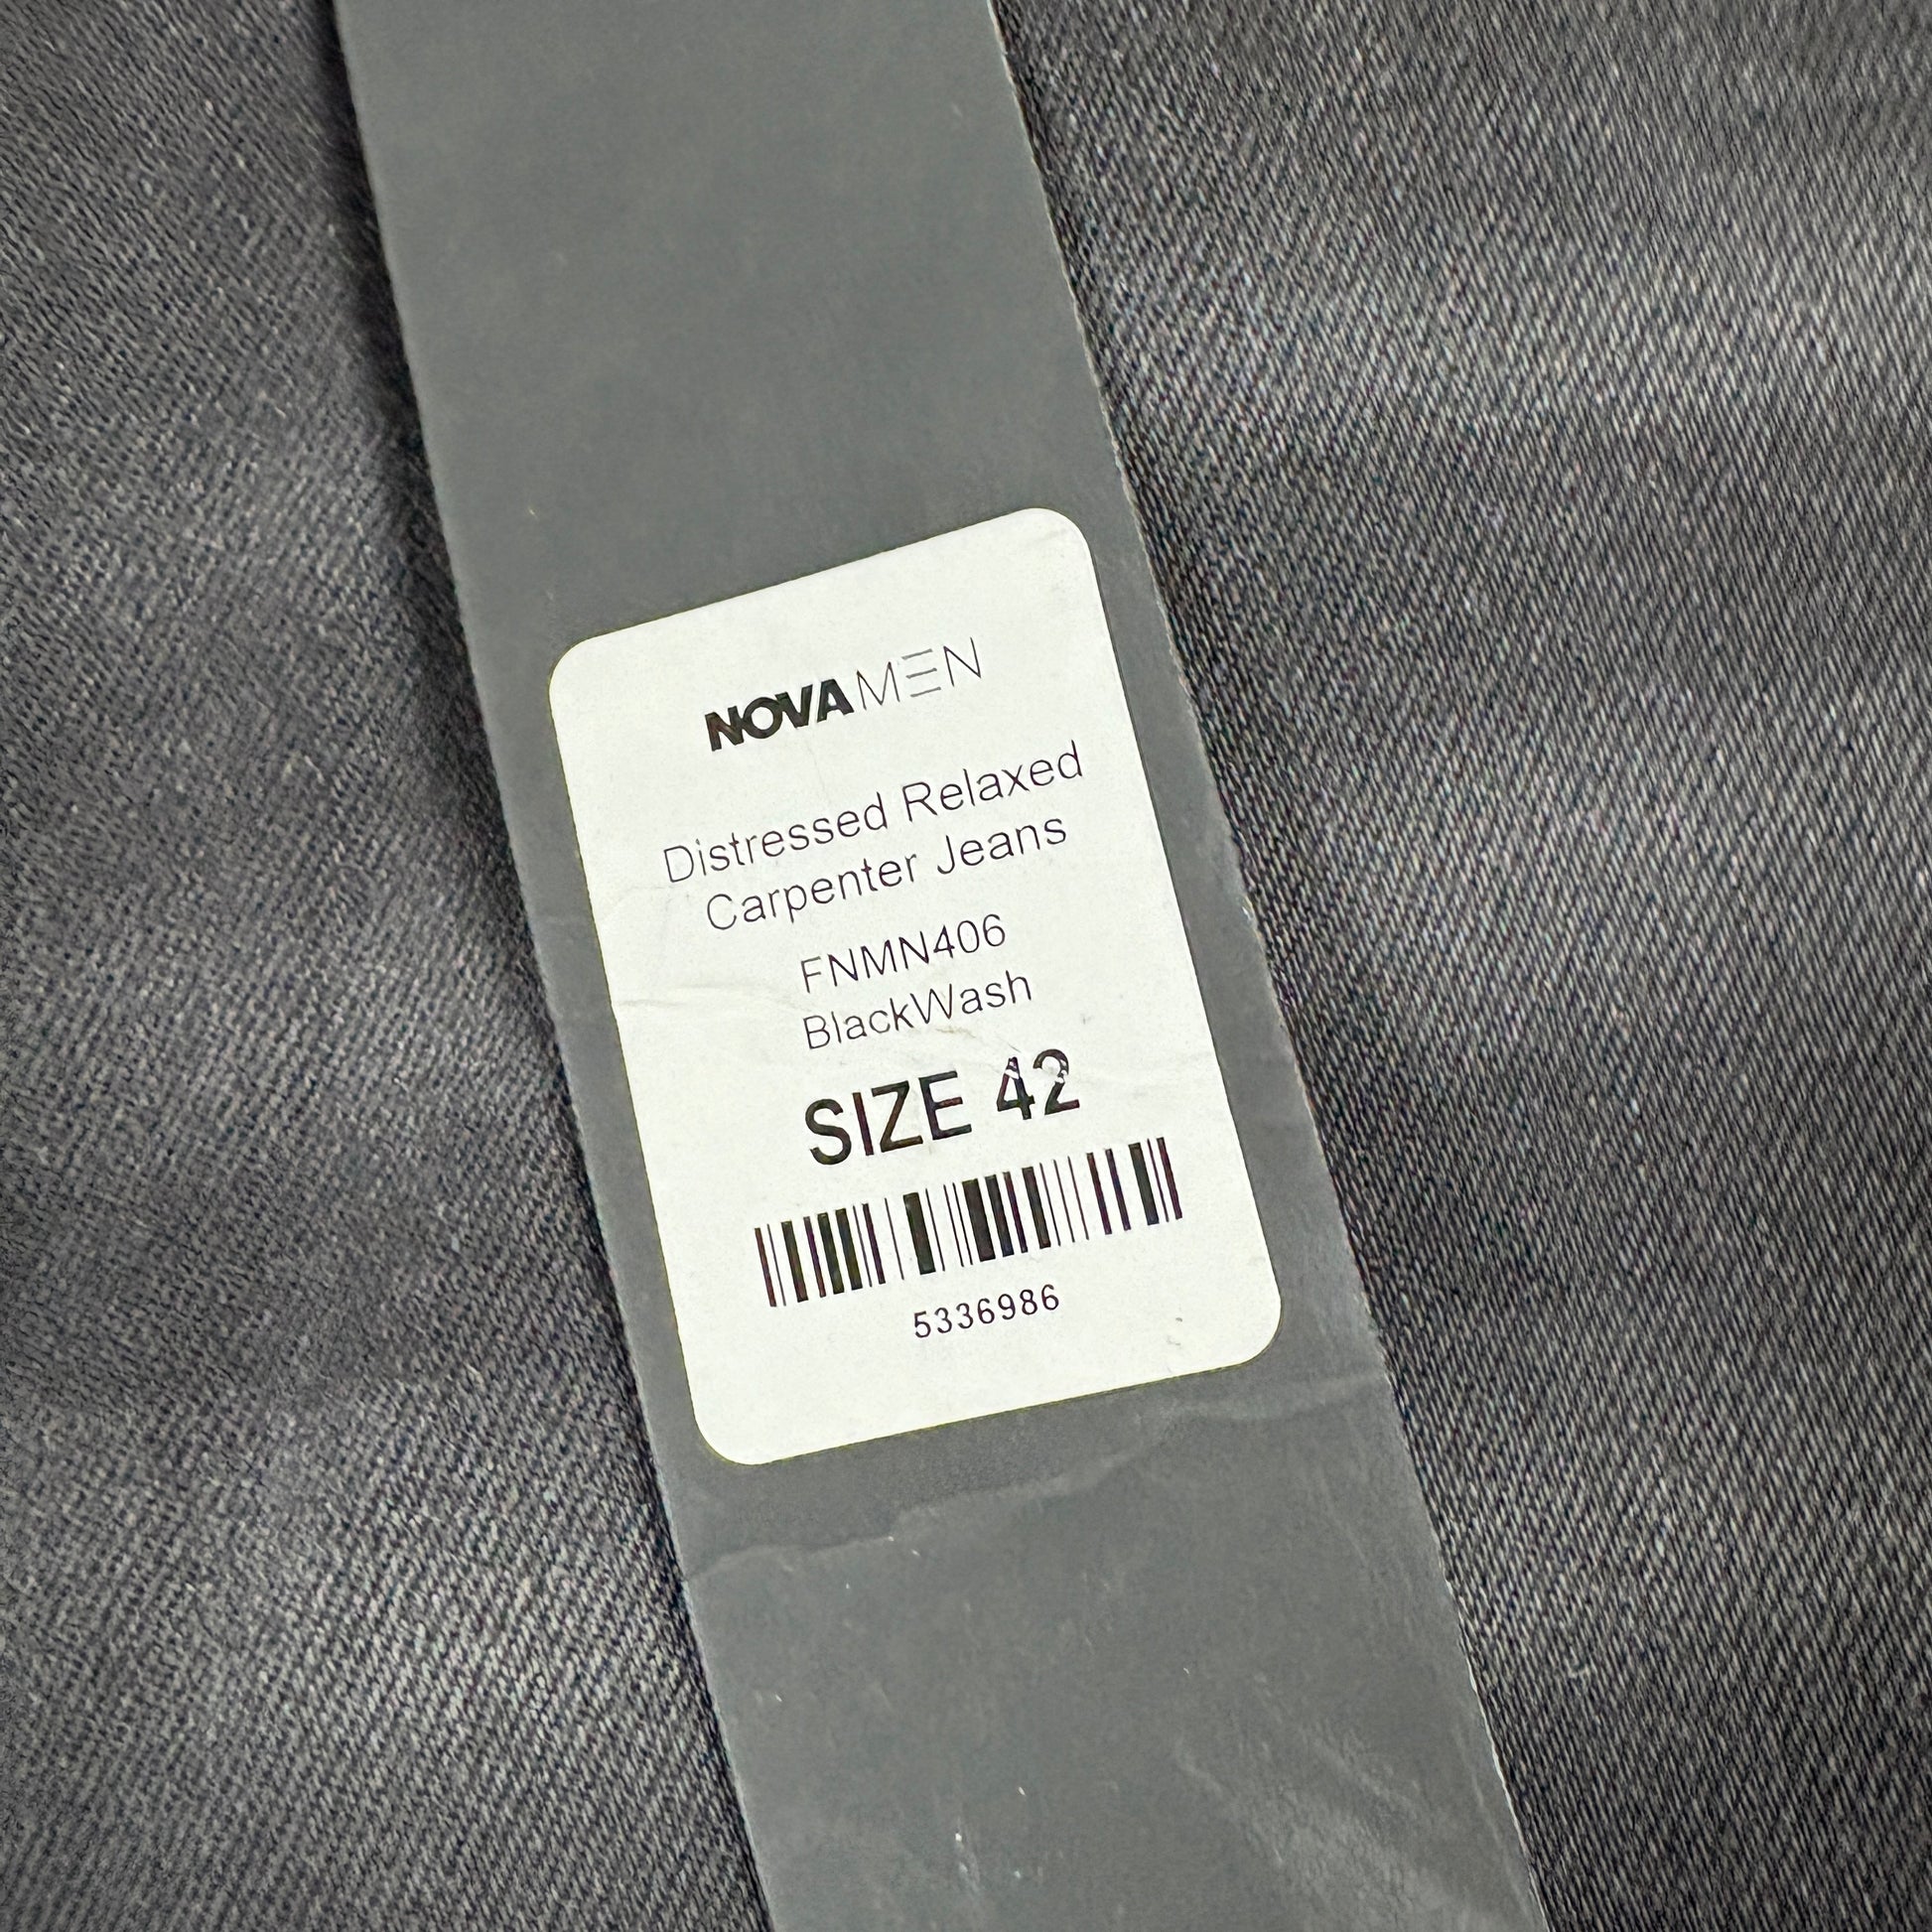 NOVAMEN
Distressed Relaxed
Carpenter Jeans
FNMN406
BlackWash
SIZE 42
5336986